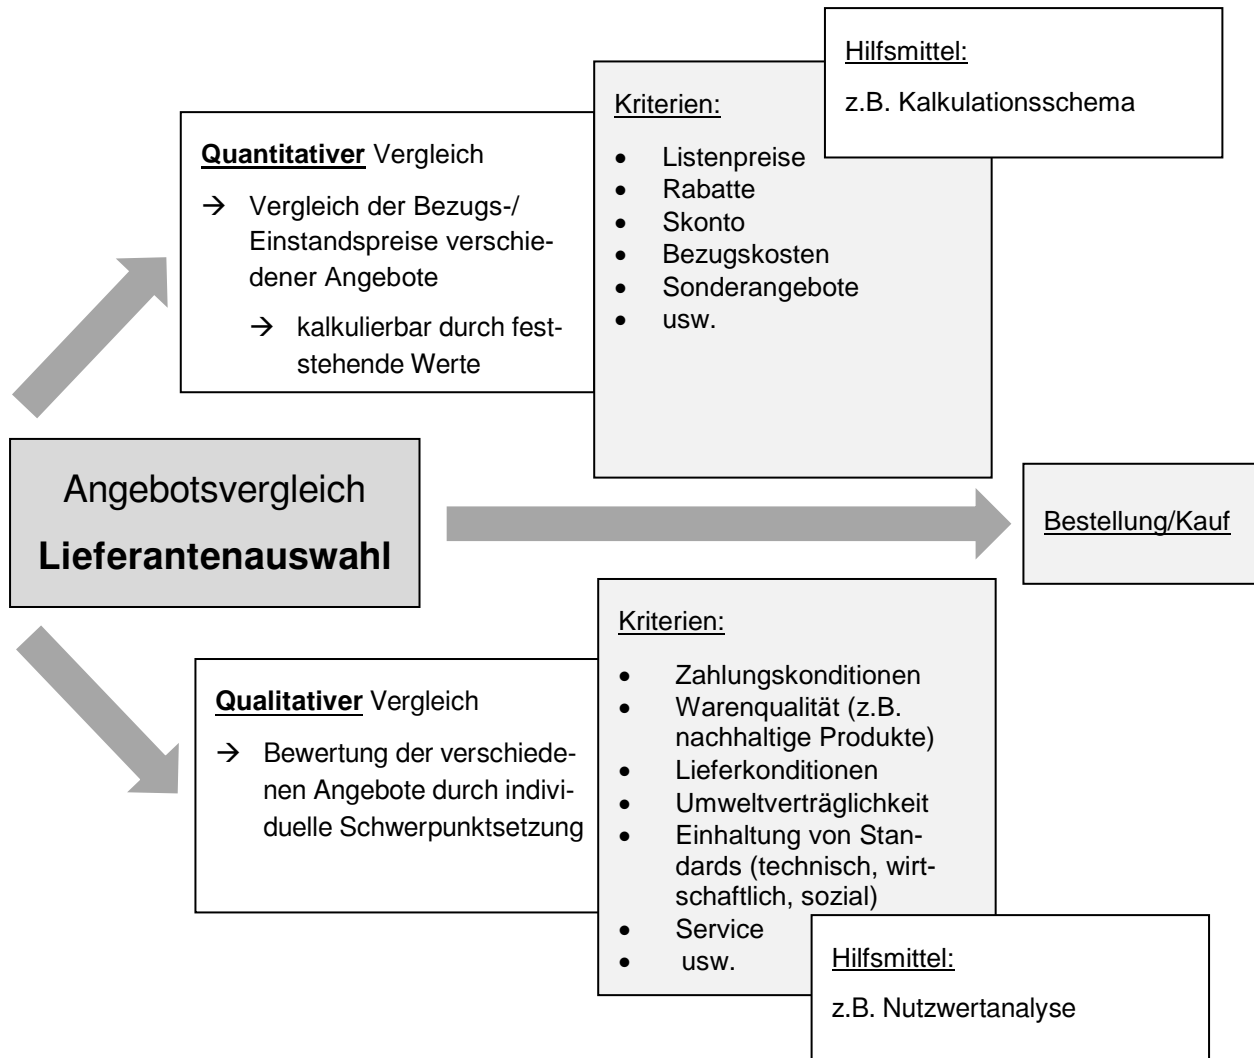 Hilfsmittel:
z.B. Kalkulationsschema
Kriterien:
• Listenpreise
• Rabatte
• Skonto
• Bezugskosten
• Sonderangebote
• usw.
Quantitativer Vergleich
→ Vergleich der Bezugs-/
Einstandspreise verschie-
dener Angebote
→ kalkulierbar durch fest-
stehende Werte
Angebotsvergleich
Lieferantenauswahl
Bestellung/Kauf
Qualitativer Vergleich
→ Bewertung der verschiede-
nen Angebote durch indivi-
duelle Schwerpunktsetzung
Kriterien:
• Zahlungskonditionen
• Warenqualität (z.B.
nachhaltige Produkte)
• Lieferkonditionen
• Umweltverträglichkeit
• Einhaltung von Stan-
dards (technisch, wirt-
schaftlich, sozial)
• Service
• usw.
Hilfsmittel:
z.B. Nutzwertanalyse